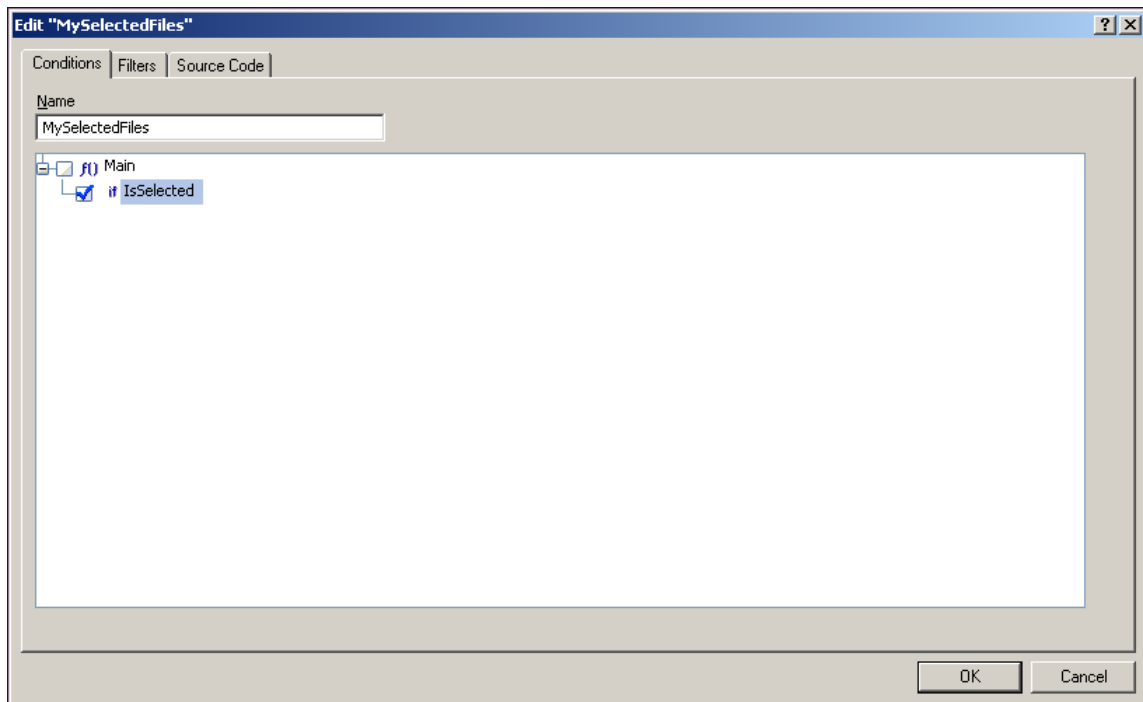 Edit "MySelectedFiles"
Conditions Filters Source Code
Name
MySelectedFiles
f() Main
if IsSelected
OK Cancel